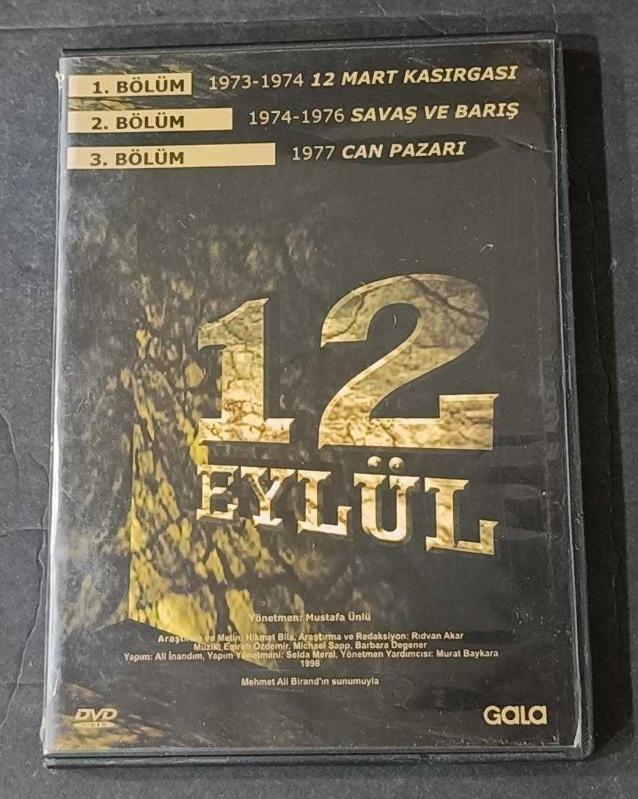 1. BÖLÜM 1973-1974 12 MART KASIRGASI
2. BÖLÜM 1974-1976 SAVAŞ VE BARIŞ
3. BÖLÜM 1977 CAN PAZARI
12
EYLÜL
Yönetmen: Mustafa Ünlü
Araştırma ve Metin: Hikmet Bila, Araştırma ve Redaksiyon: Rıdvan Akar
Müzik: Emrah Özdemir, Michael Sapp, Barbara Degener
Yapım: Ali İnandım, Yapım Yönetmeni: Selda Meral, Yönetmen Yardımcısı: Murat Baykara
1998
Mehmet Ali Birand'ın sunumuyla
DVD
VIDEO
GALA